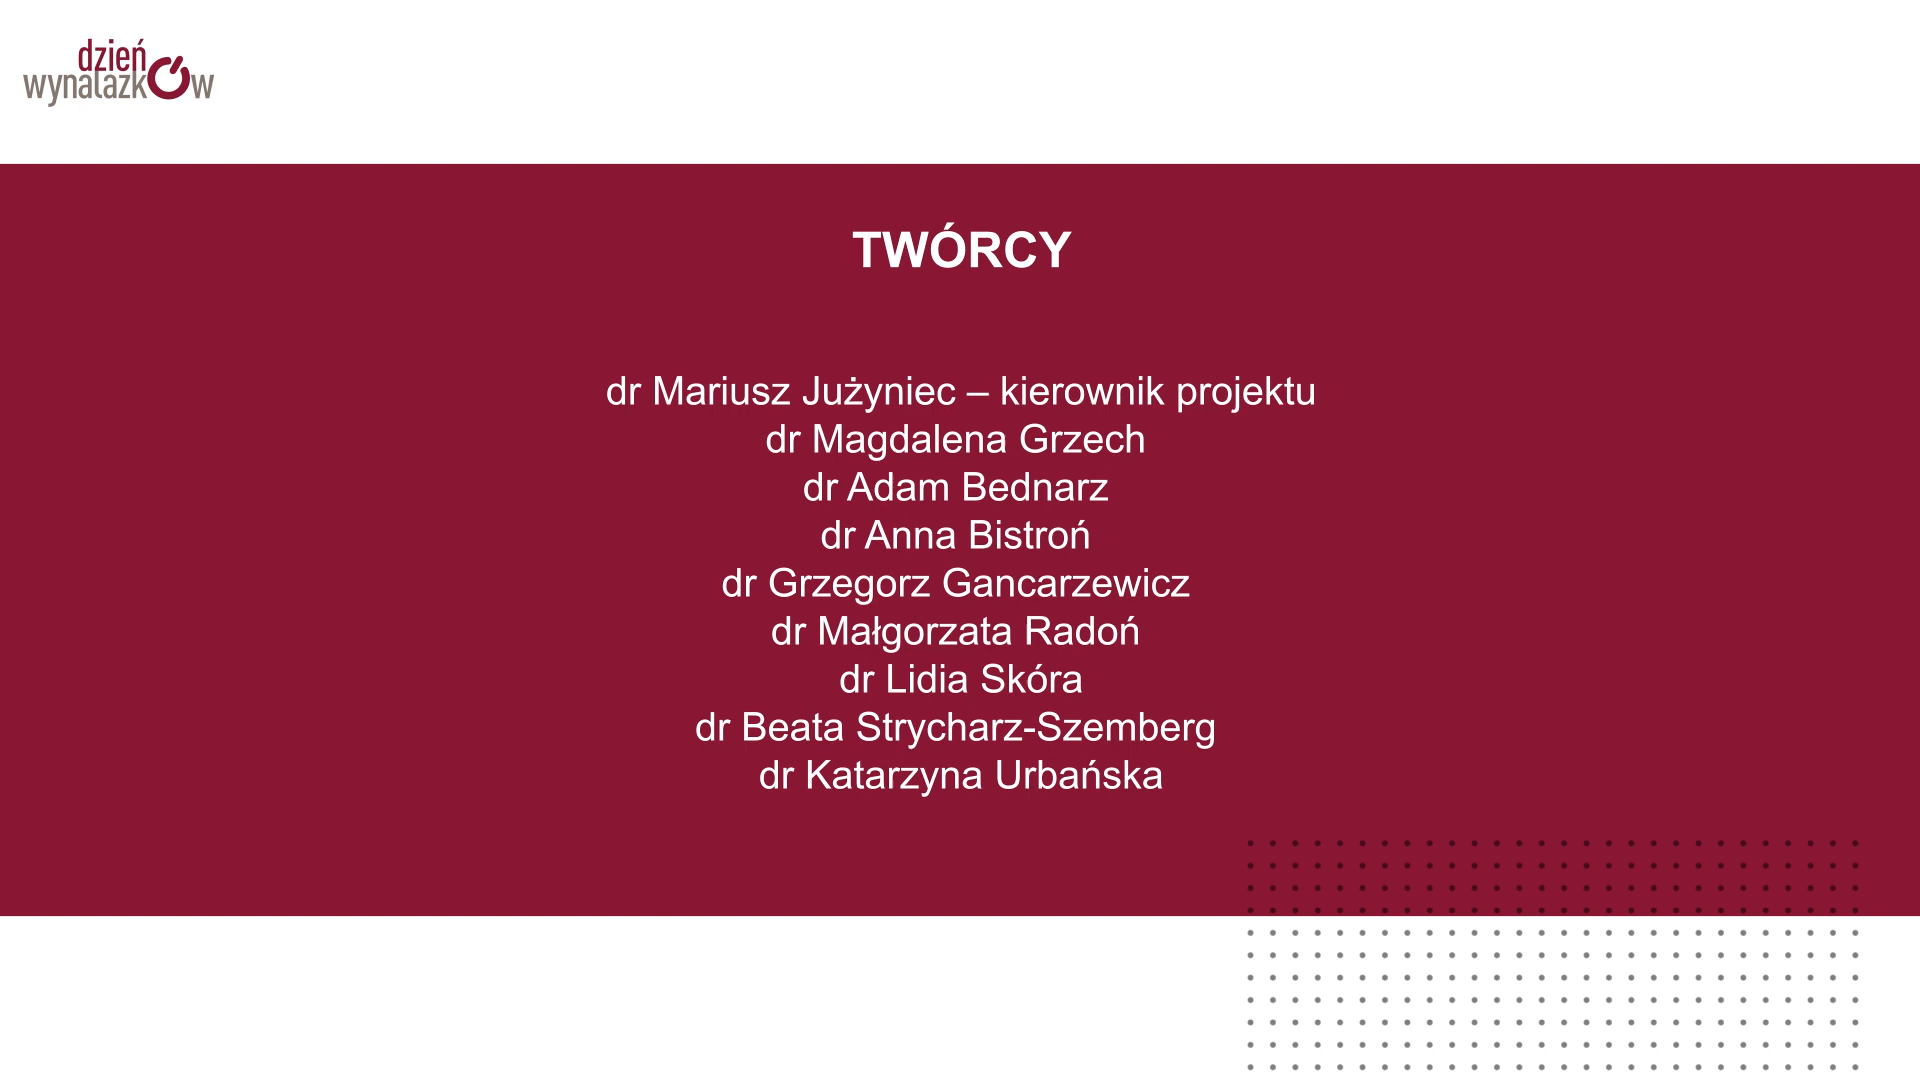 dzień
wynalazków
TWÓRCY
dr Mariusz Jużyniec – kierownik projektu
dr Magdalena Grzech
dr Adam Bednarz
dr Anna Bistroń
dr Grzegorz Gancarzewicz
dr Małgorzata Radoń
dr Lidia Skóra
dr Beata Strycharz-Szemberg
dr Katarzyna Urbańska